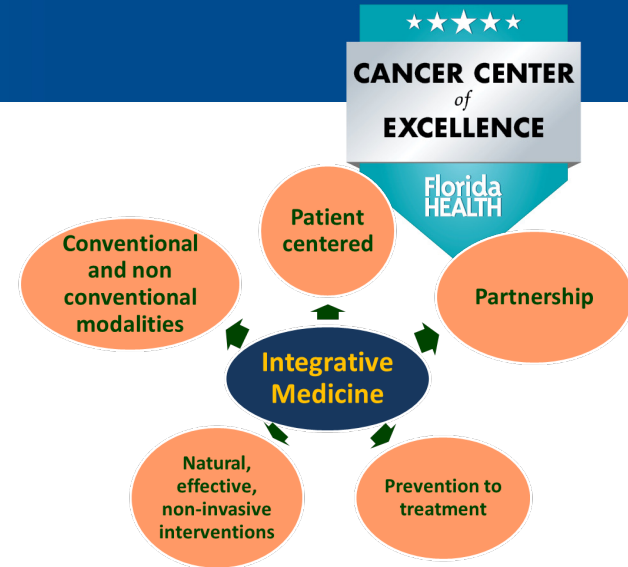 CANCER CENTER
of
EXCELLENCE
Florida
HEALTH
Patient
centered
Conventional
and non
conventional
modalities
Partnership
Integrative
Medicine
Natural,
effective,
non-invasive
interventions
Prevention to
treatment